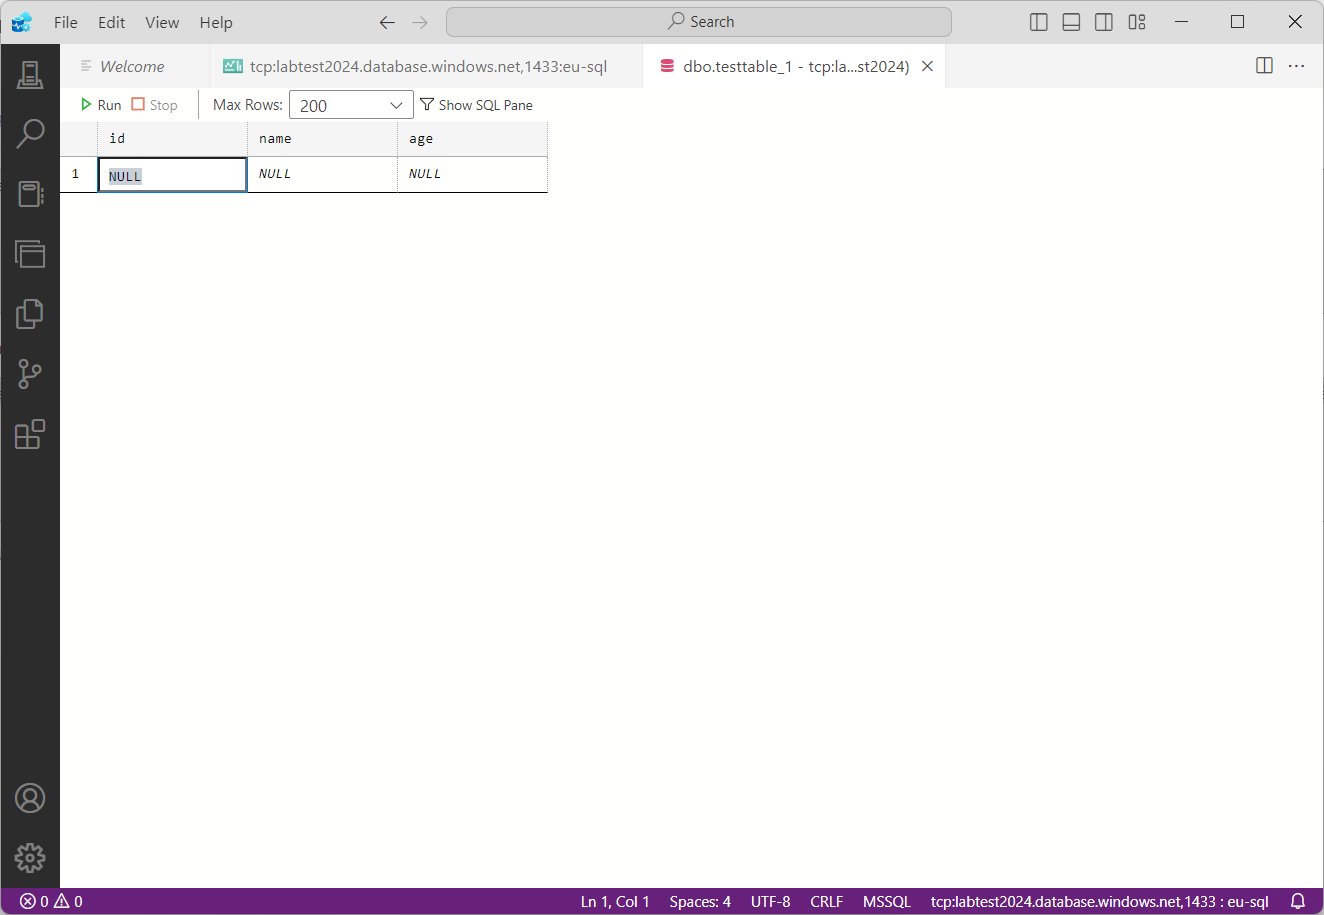 File Edit View Help Search
Welcome tcp:labtest2024.database.windows.net,1433:eu-sql dbo.testtable_1 - tcp:la...st2024)
Run Stop Max Rows: 200 Show SQL Pane
id name age
1 NULL NULL NULL
0 0 Ln 1, Col 1 Spaces: 4 UTF-8 CRLF MSSQL tcp:labtest2024.database.windows.net,1433 : eu-sql